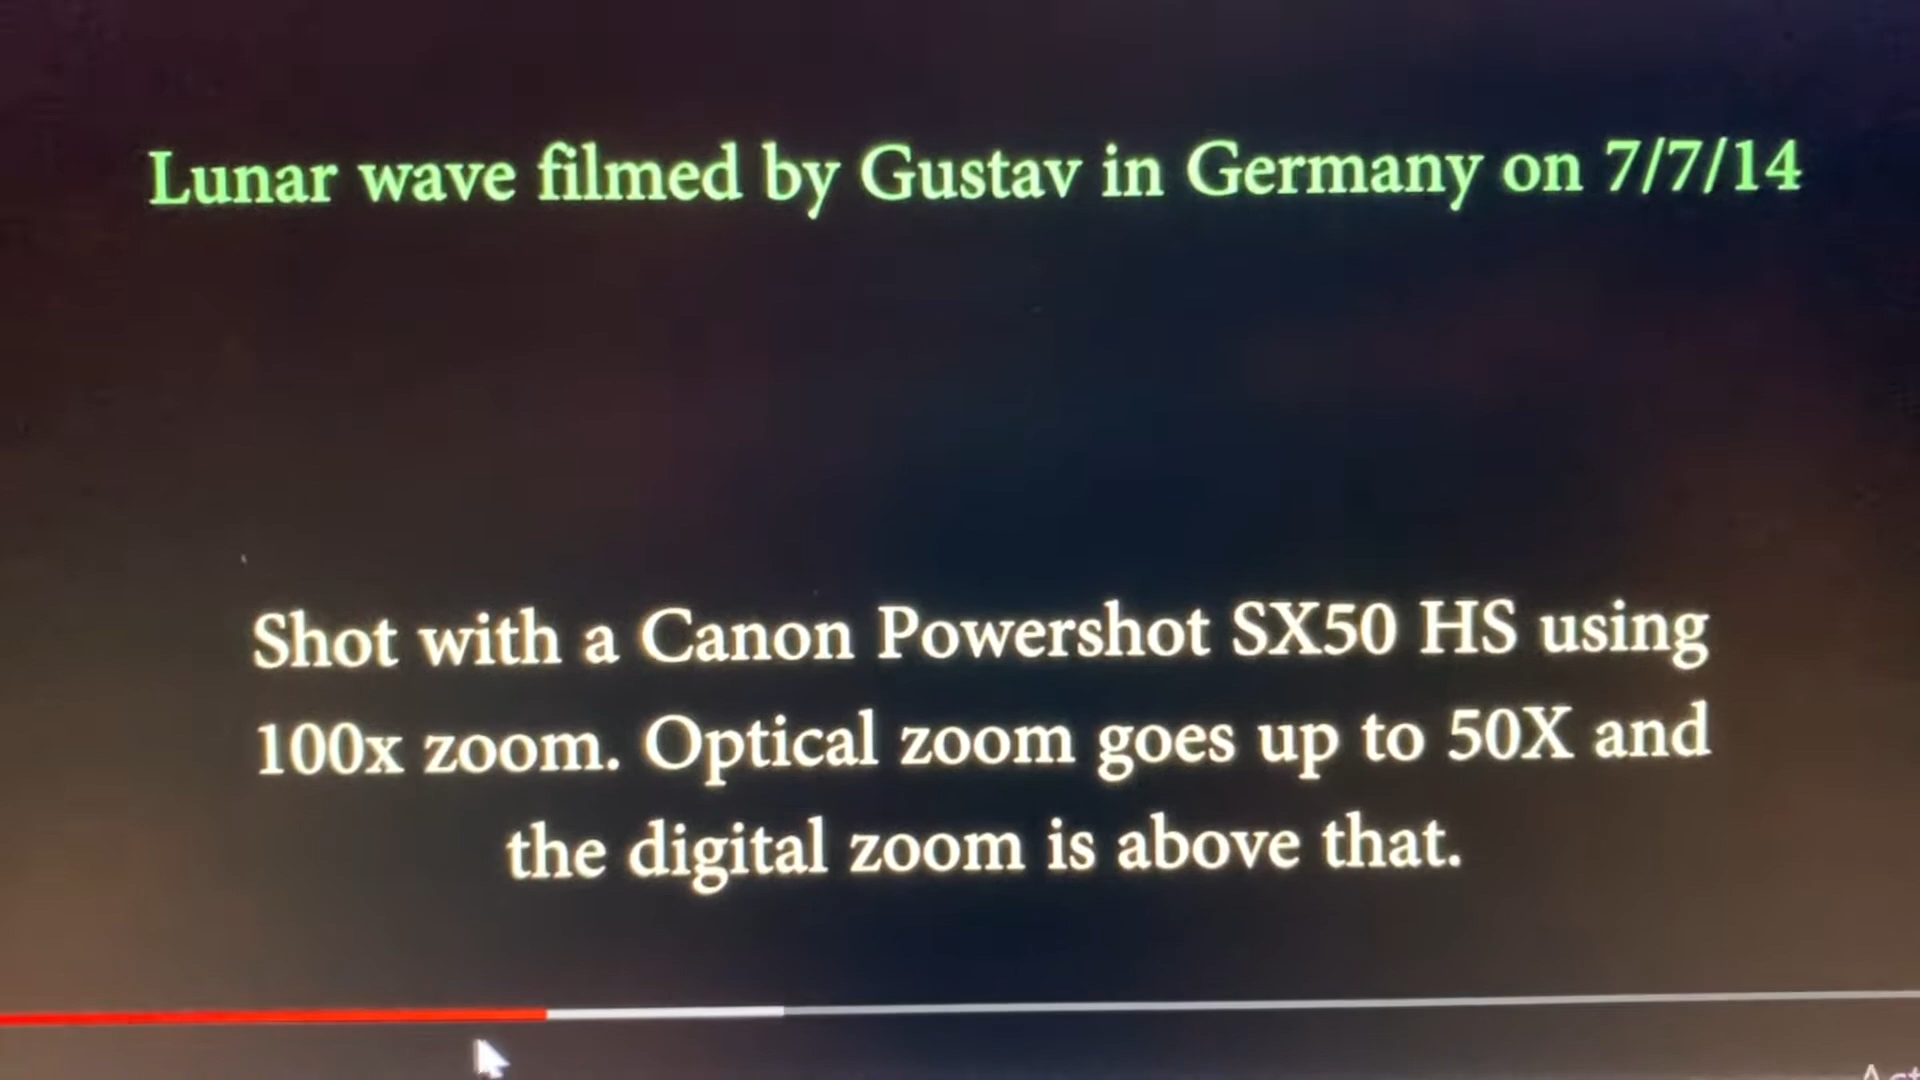 Lunar wave filmed by Gustav in Germany on 7/7/14
Shot with a Canon Powershot SX50 HS using
100x zoom. Optical zoom goes up to 50X and
the digital zoom is above that.